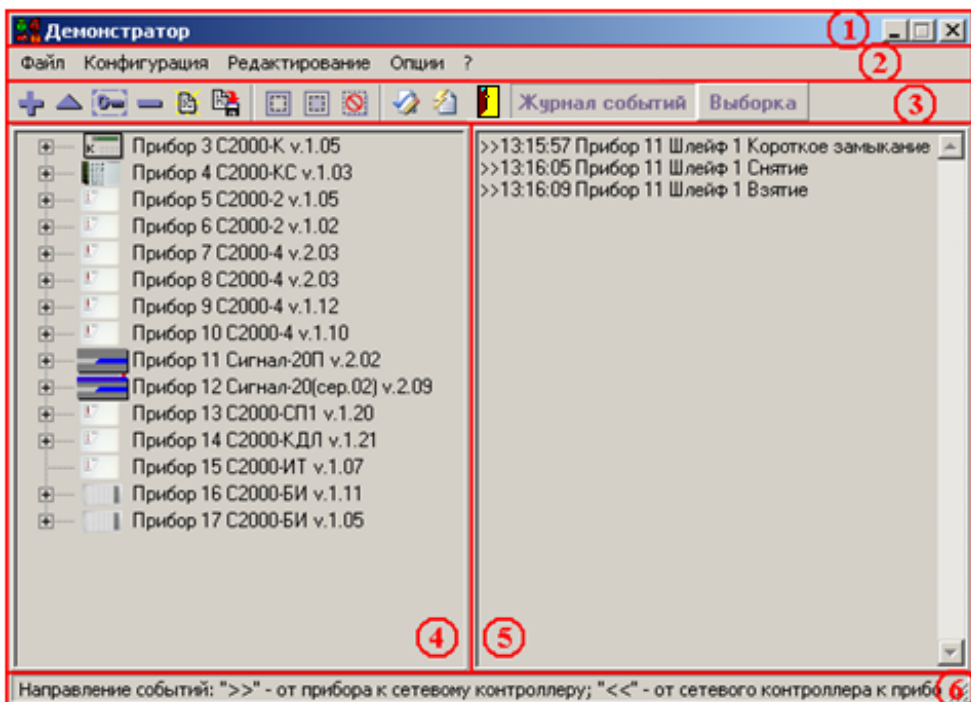 Демонстратор
1
Файл Конфигурация Редактирование Опции ?
2
Журнал событий Выборка
3
Прибор 3 С2000-К v.1.05
Прибор 4 С2000-КС v.1.03
Прибор 5 С2000-2 v.1.05
Прибор 6 С2000-2 v.1.02
Прибор 7 С2000-4 v.2.03
Прибор 8 С2000-4 v.2.03
Прибор 9 С2000-4 v.1.12
Прибор 10 С2000-4 v.1.10
Прибор 11 Сигнал-20П v.2.02
Прибор 12 Сигнал-20(сер.02) v.2.09
Прибор 13 С2000-СП1 v.1.20
Прибор 14 С2000-КДЛ v.1.21
Прибор 15 С2000-ИТ v.1.07
Прибор 16 С2000-БИ v.1.11
Прибор 17 С2000-БИ v.1.05
4
>>13:15:57 Прибор 11 Шлейф 1 Короткое замыкание
>>13:16:05 Прибор 11 Шлейф 1 Снятие
>>13:16:09 Прибор 11 Шлейф 1 Взятие
5
Направление событий: ">>" - от прибора к сетевому контроллеру; "<<" - от сетевого контроллера к прибо
6